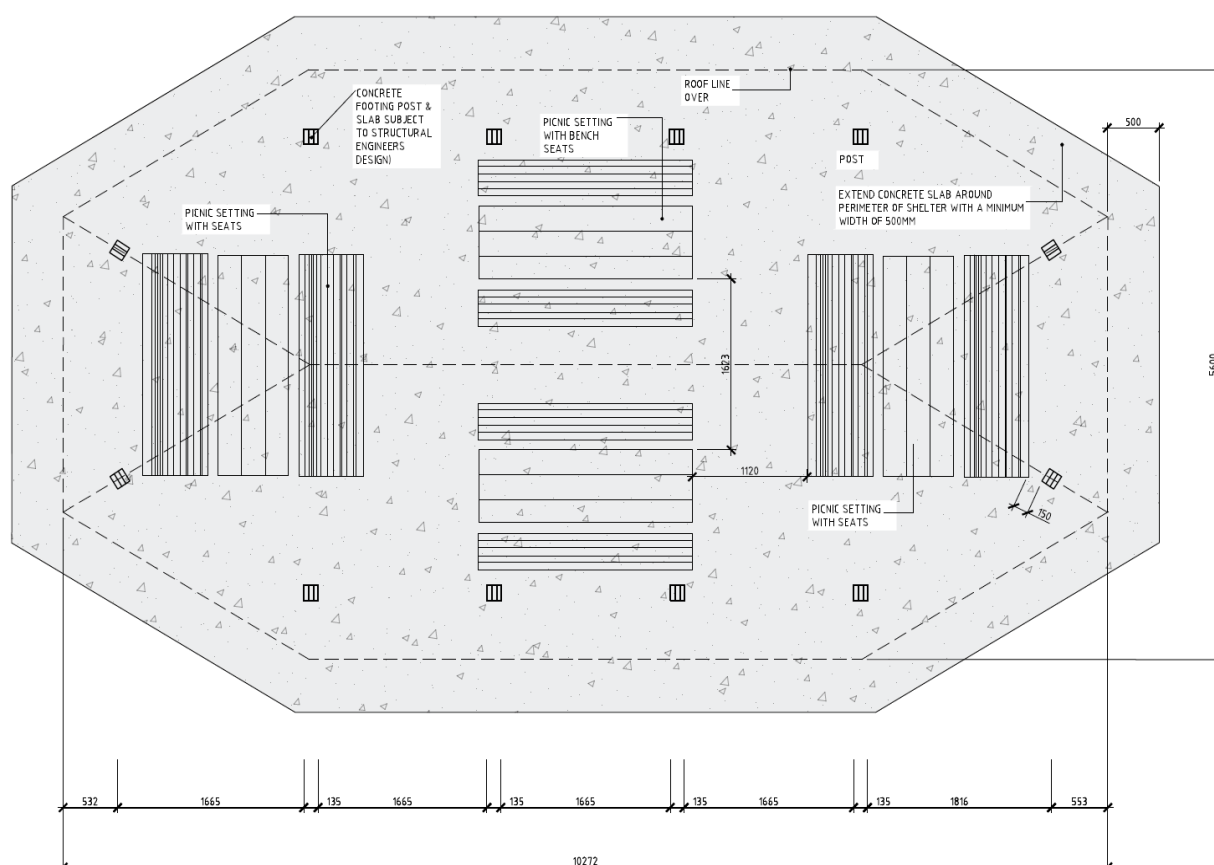 CONCRETE
FOOTING POST &
SLAB SUBJECT
TO STRUCTURAL
ENGINEERS
DESIGN)
ROOF LINE
OVER
PICNIC SETTING
WITH BENCH
SEATS
500
POST
EXTEND CONCRETE SLAB AROUND
PERIMETER OF SHELTER WITH A MINIMUM
WIDTH OF 500MM
PICNIC SETTING
WITH SEATS
1623
5600
1120
PICNIC SETTING
WITH SEATS
150
532
1665
135
1665
135
1665
135
1665
135
1816
553
10272